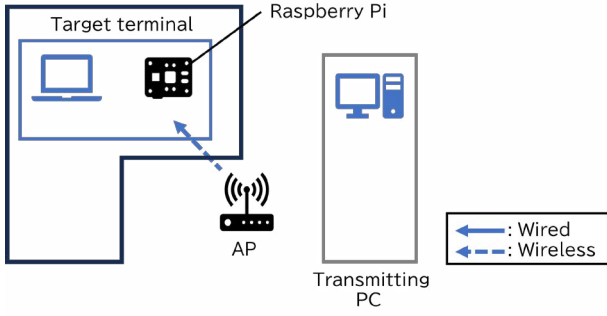 Raspberry Pi
Target terminal
AP
Transmitting
PC
: Wired
: Wireless